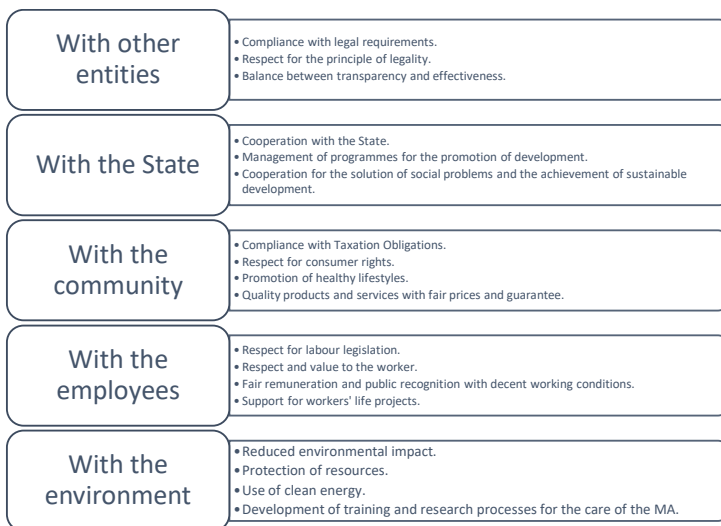 With other
entities
• Compliance with legal requirements.
• Respect for the principle of legality.
• Balance between transparency and effectiveness.
With the State
• Cooperation with the State.
• Management of programmes for the promotion of development.
• Cooperation for the solution of social problems and the achievement of sustainable
development.
With the
community
• Compliance with Taxation Obligations.
• Respect for consumer rights.
• Promotion of healthy lifestyles.
• Quality products and services with fair prices and guarantee.
With the
employees
• Respect for labour legislation.
• Respect and value to the worker.
• Fair remuneration and public recognition with decent working conditions.
• Support for workers' life projects.
With the
environment
• Reduced environmental impact.
• Protection of resources.
• Use of clean energy.
• Development of training and research processes for the care of the MA.